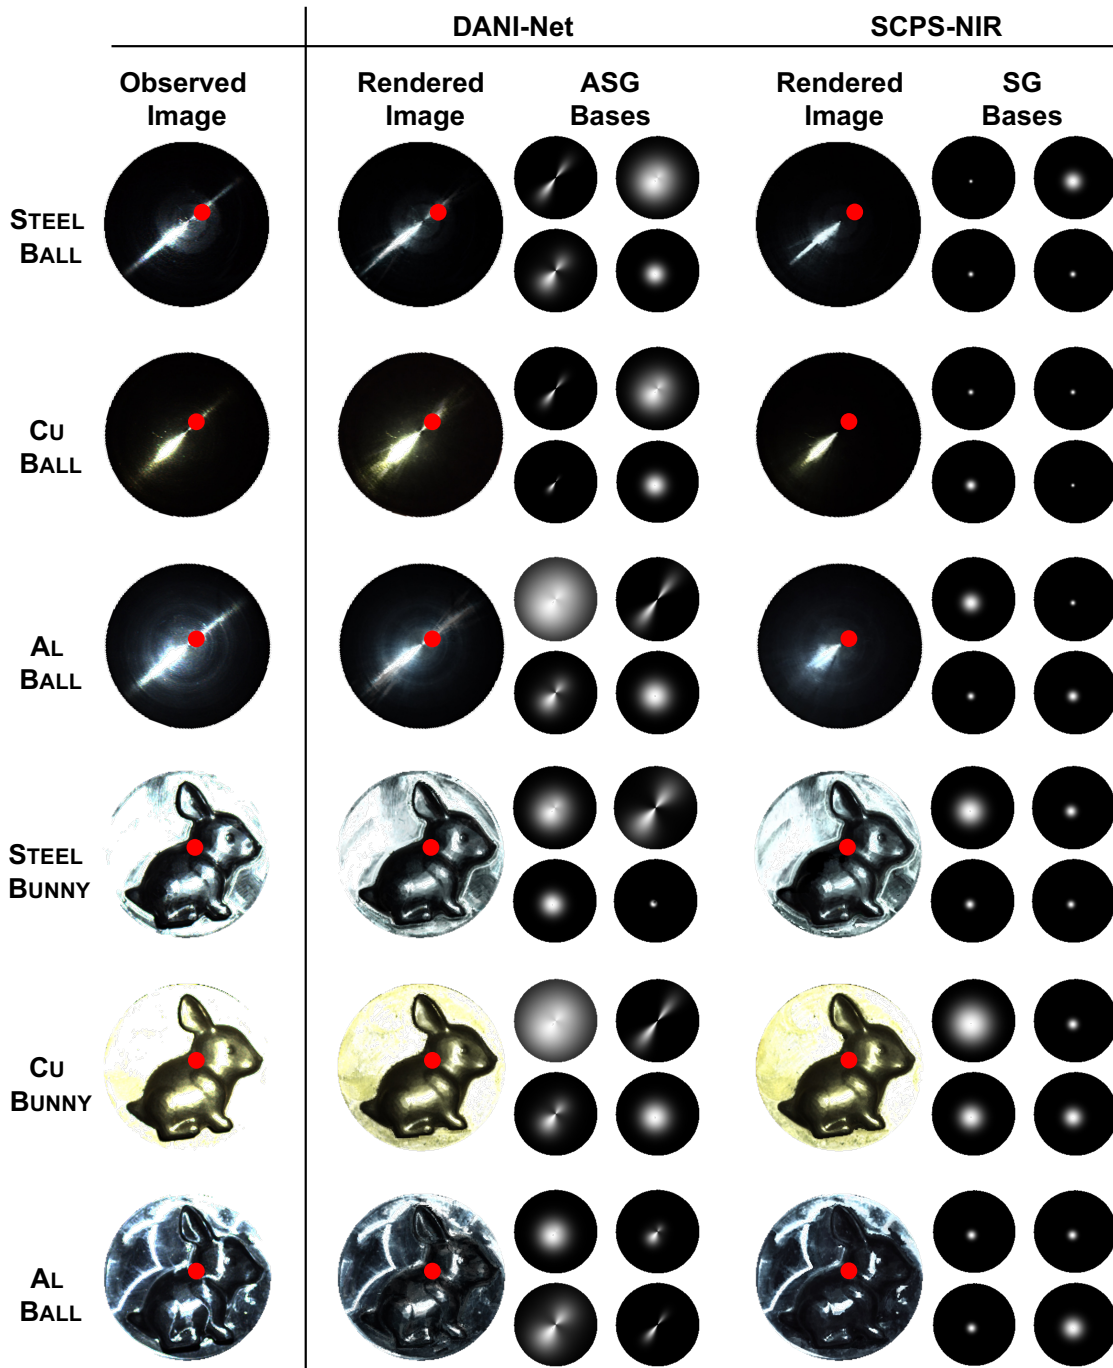 DANI-Net SCPS-NIR
Observed Image
Rendered Image
ASG Bases
Rendered Image
SG Bases
STEEL BALL
CU BALL
AL BALL
STEEL BUNNY
CU BUNNY
AL BALL